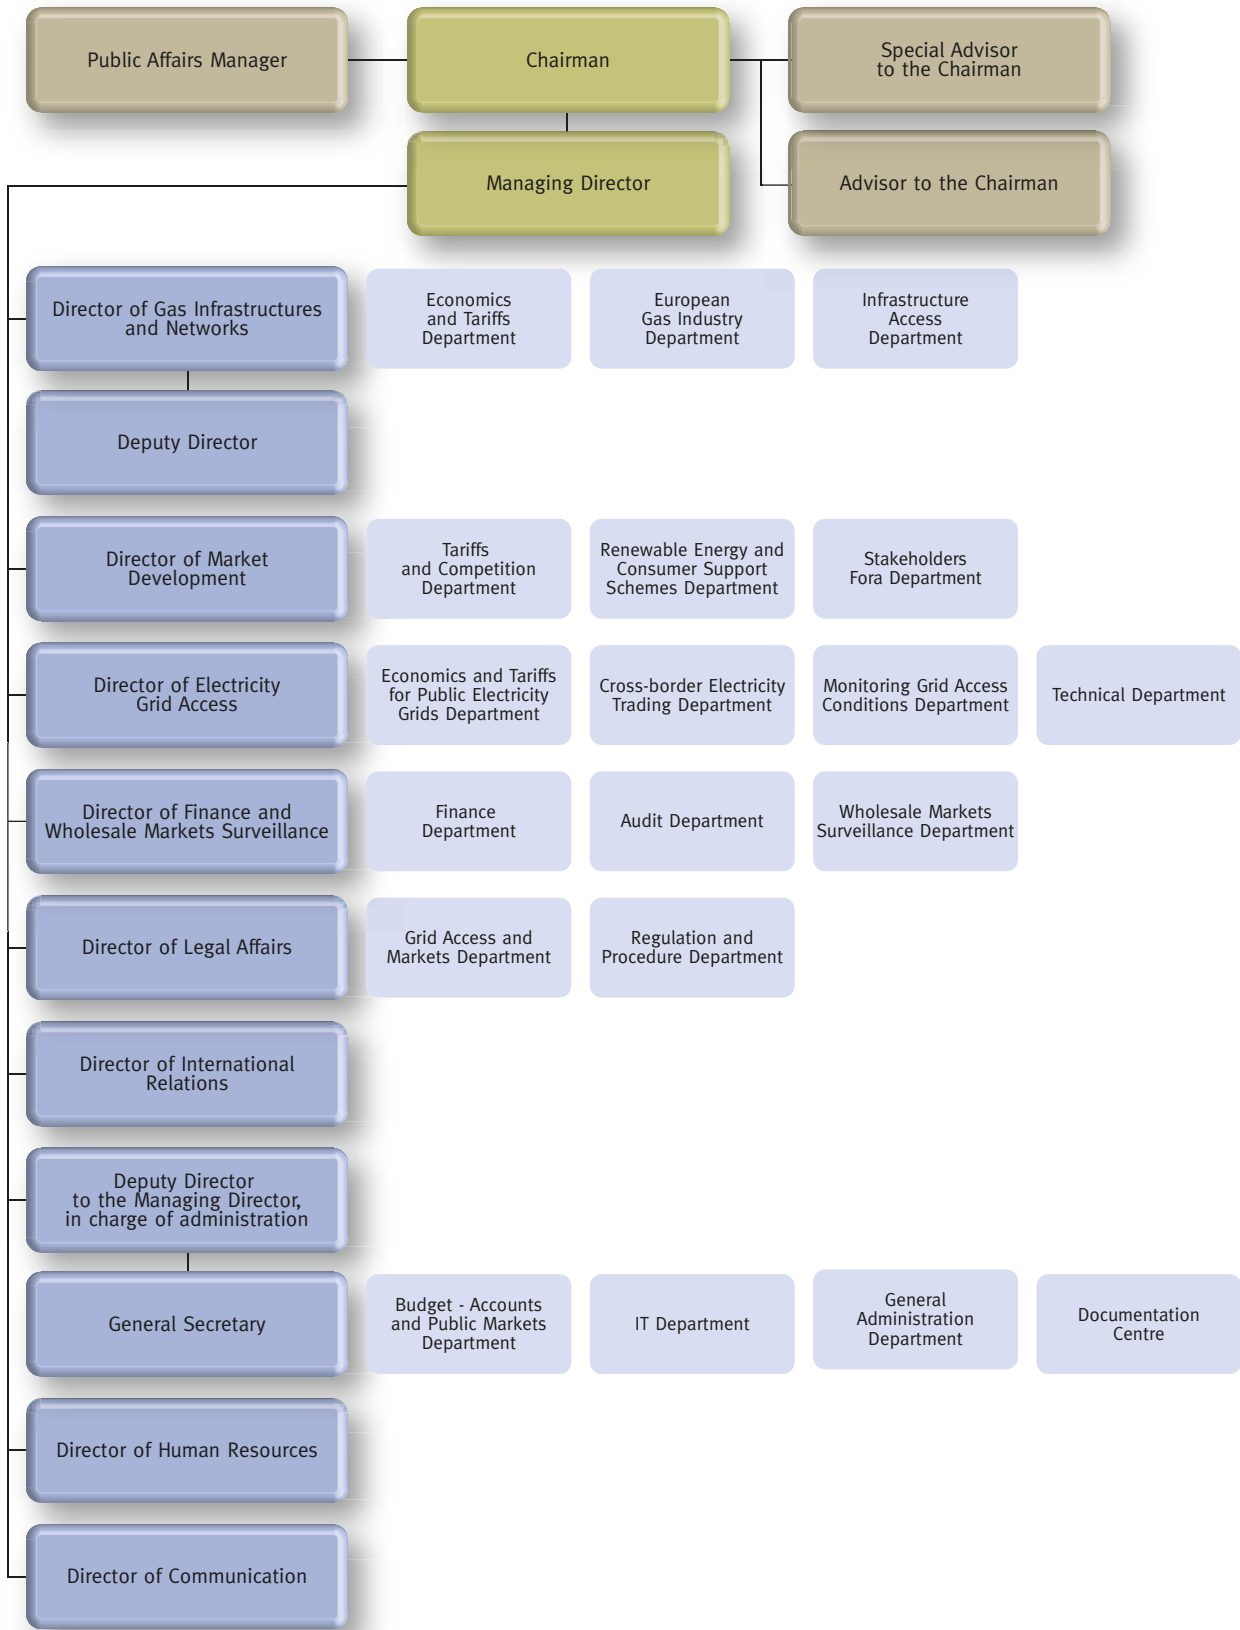 Public Affairs Manager
Chairman
Special Advisor
to the Chairman
Managing Director
Advisor to the Chairman
Director of Gas Infrastructures
and Networks
Economics
and Tariffs
Department
European
Gas Industry
Department
Infrastructure
Access
Department
Deputy Director
Director of Market
Development
Tariffs
and Competition
Department
Renewable Energy and
Consumer Support
Schemes Department
Stakeholders
Fora Department
Director of Electricity
Grid Access
Economics and Tariffs
for Public Electricity
Grids Department
Cross-border Electricity
Trading Department
Monitoring Grid Access
Conditions Department
Technical Department
Director of Finance and
Wholesale Markets Surveillance
Finance
Department
Audit Department
Wholesale Markets
Surveillance Department
Director of Legal Affairs
Grid Access and
Markets Department
Regulation and
Procedure Department
Director of International
Relations
Deputy Director
to the Managing Director,
in charge of administration
General Secretary
Budget - Accounts
and Public Markets
Department
IT Department
General
Administration
Department
Documentation
Centre
Director of Human Resources
Director of Communication